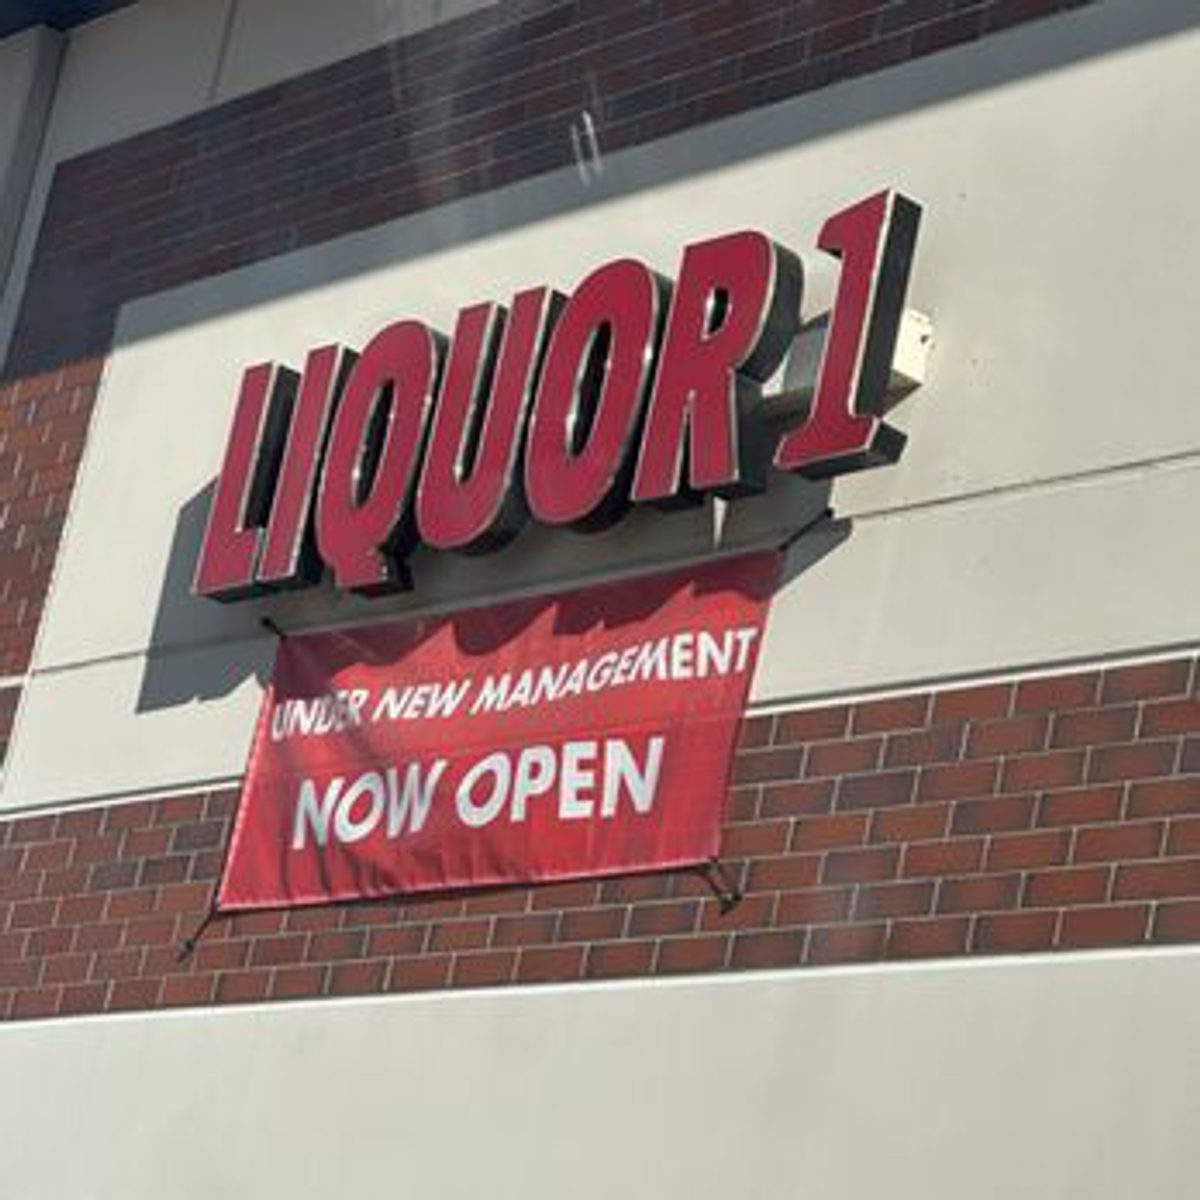 LIQUOR 1
UNDER NEW MANAGEMENT
NOW OPEN